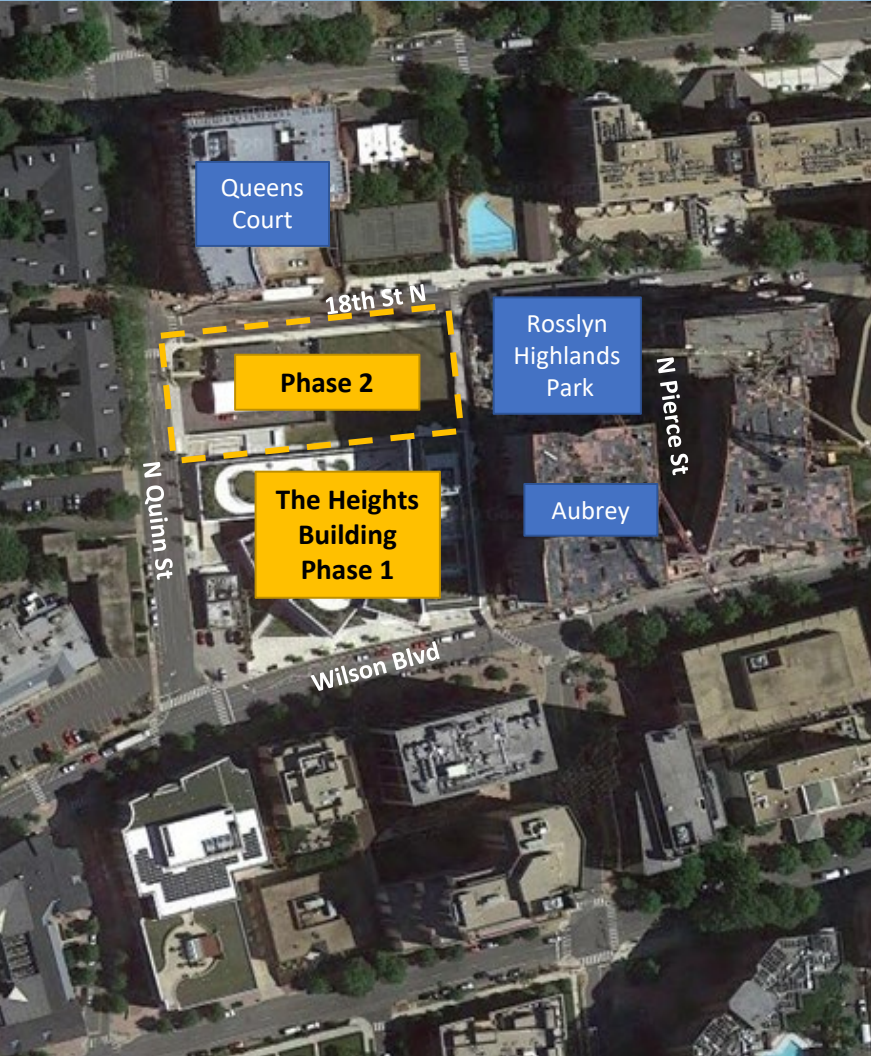 Queens
Court
18th St N
Rosslyn
Highlands
Park
Phase 2
N Pierce St
N Quinn St
The Heights
Building
Phase 1
Aubrey
Wilson Blvd